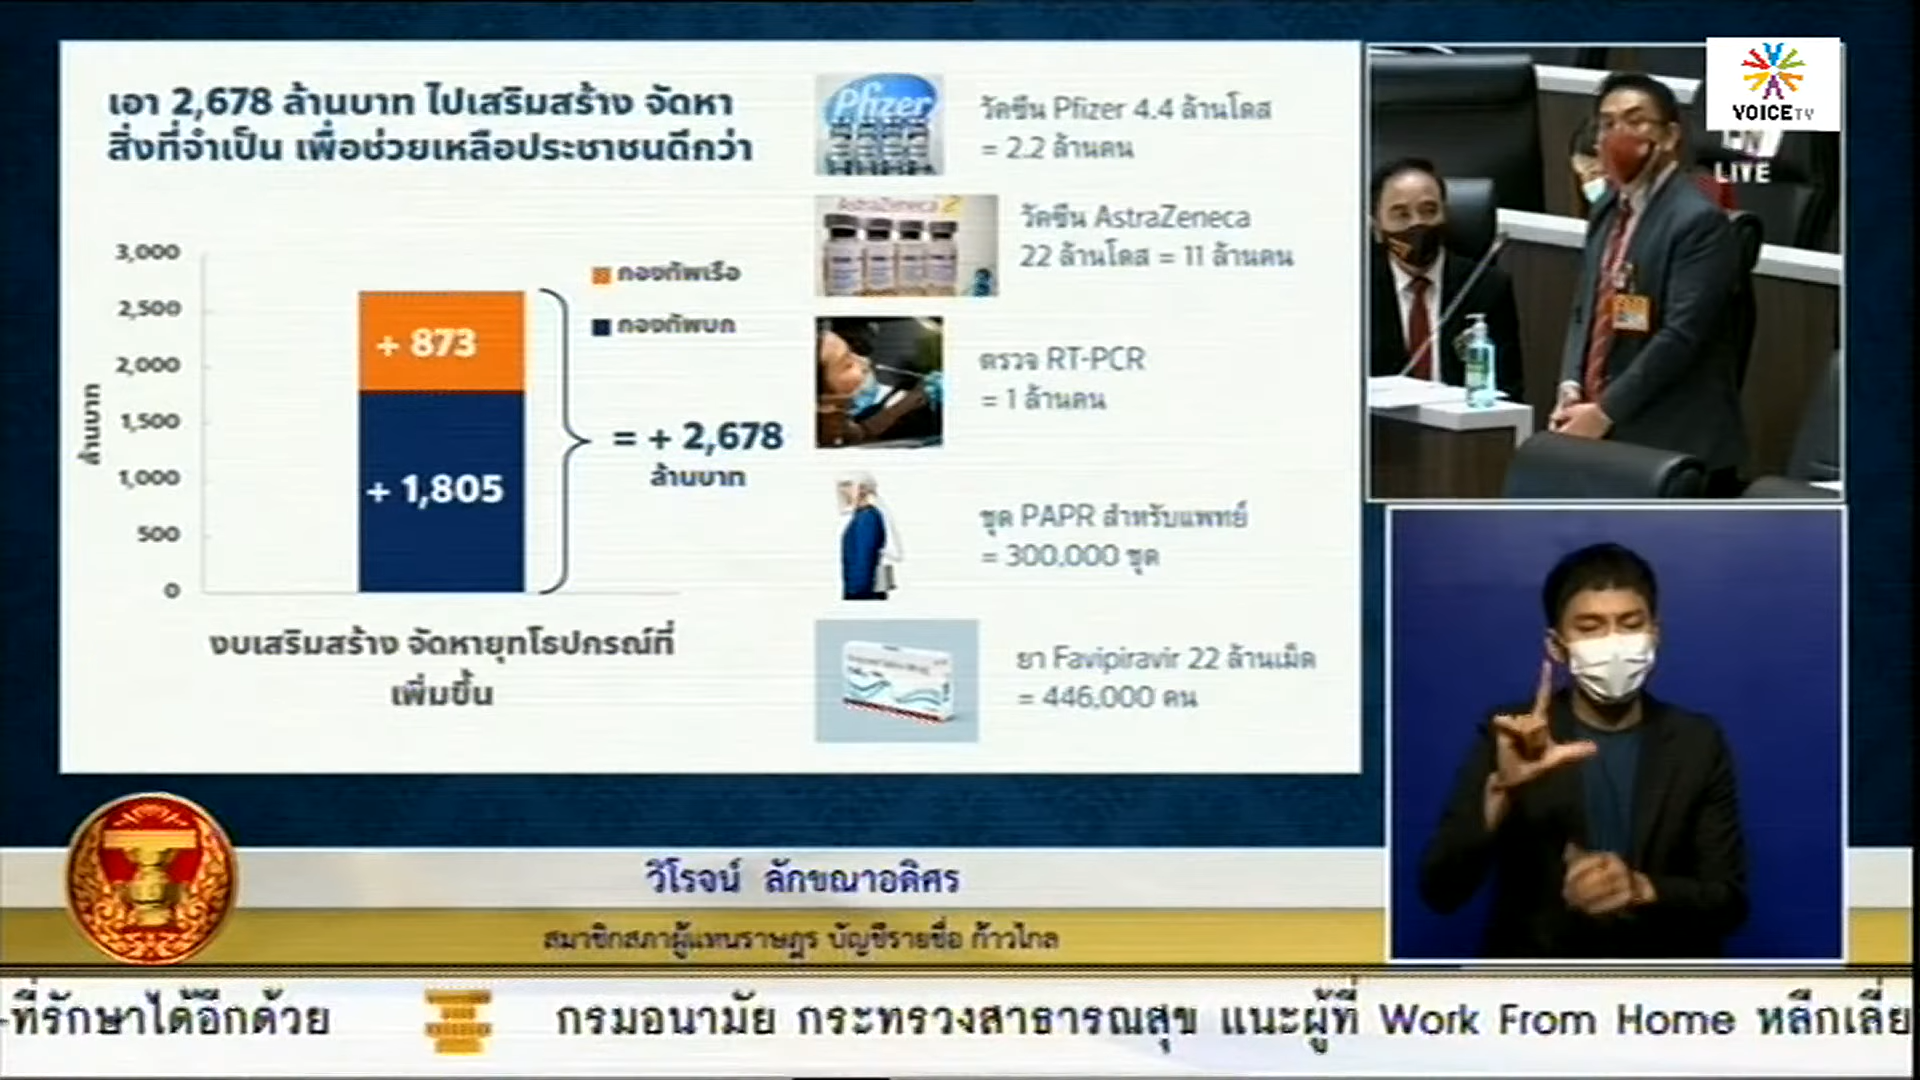 เอา 2,678 ล้านบาท ไปเสริมสร้าง จัดหา
สิ่งที่จำเป็น เพื่อช่วยเหลือประชาชนดีกว่า
ล้านบาท
3,000
2,500
2,000
1,500
1,000
500
0
+ 873
+ 1,805
กองทัพเรือ
กองทัพบก
= + 2,678
ล้านบาท
งบเสริมสร้าง จัดหายุทโธปกรณ์ที่
เพิ่มขึ้น
Pfizer
วัคซีน Pfizer 4.4 ล้านโดส
= 2.2 ล้านคน
AstraZeneca
วัคซีน AstraZeneca
22 ล้านโดส = 11 ล้านคน
ตรวจ RT-PCR
= 1 ล้านคน
ชุด PAPR สำหรับแพทย์
= 300,000 ชุด
ยา Favipiravir 22 ล้านเม็ด
= 446,000 คน
VOICE TV
LIVE
วิโรจน์ ลักขณาอดิศร
สมาชิกสภาผู้แทนราษฎร บัญชีรายชื่อ ก้าวไกล
-ที่รักษาได้อีกด้วย
กรมอนามัย กระทรวงสาธารณสุข แนะผู้ที่ Work From Home หลีกเลี่ย